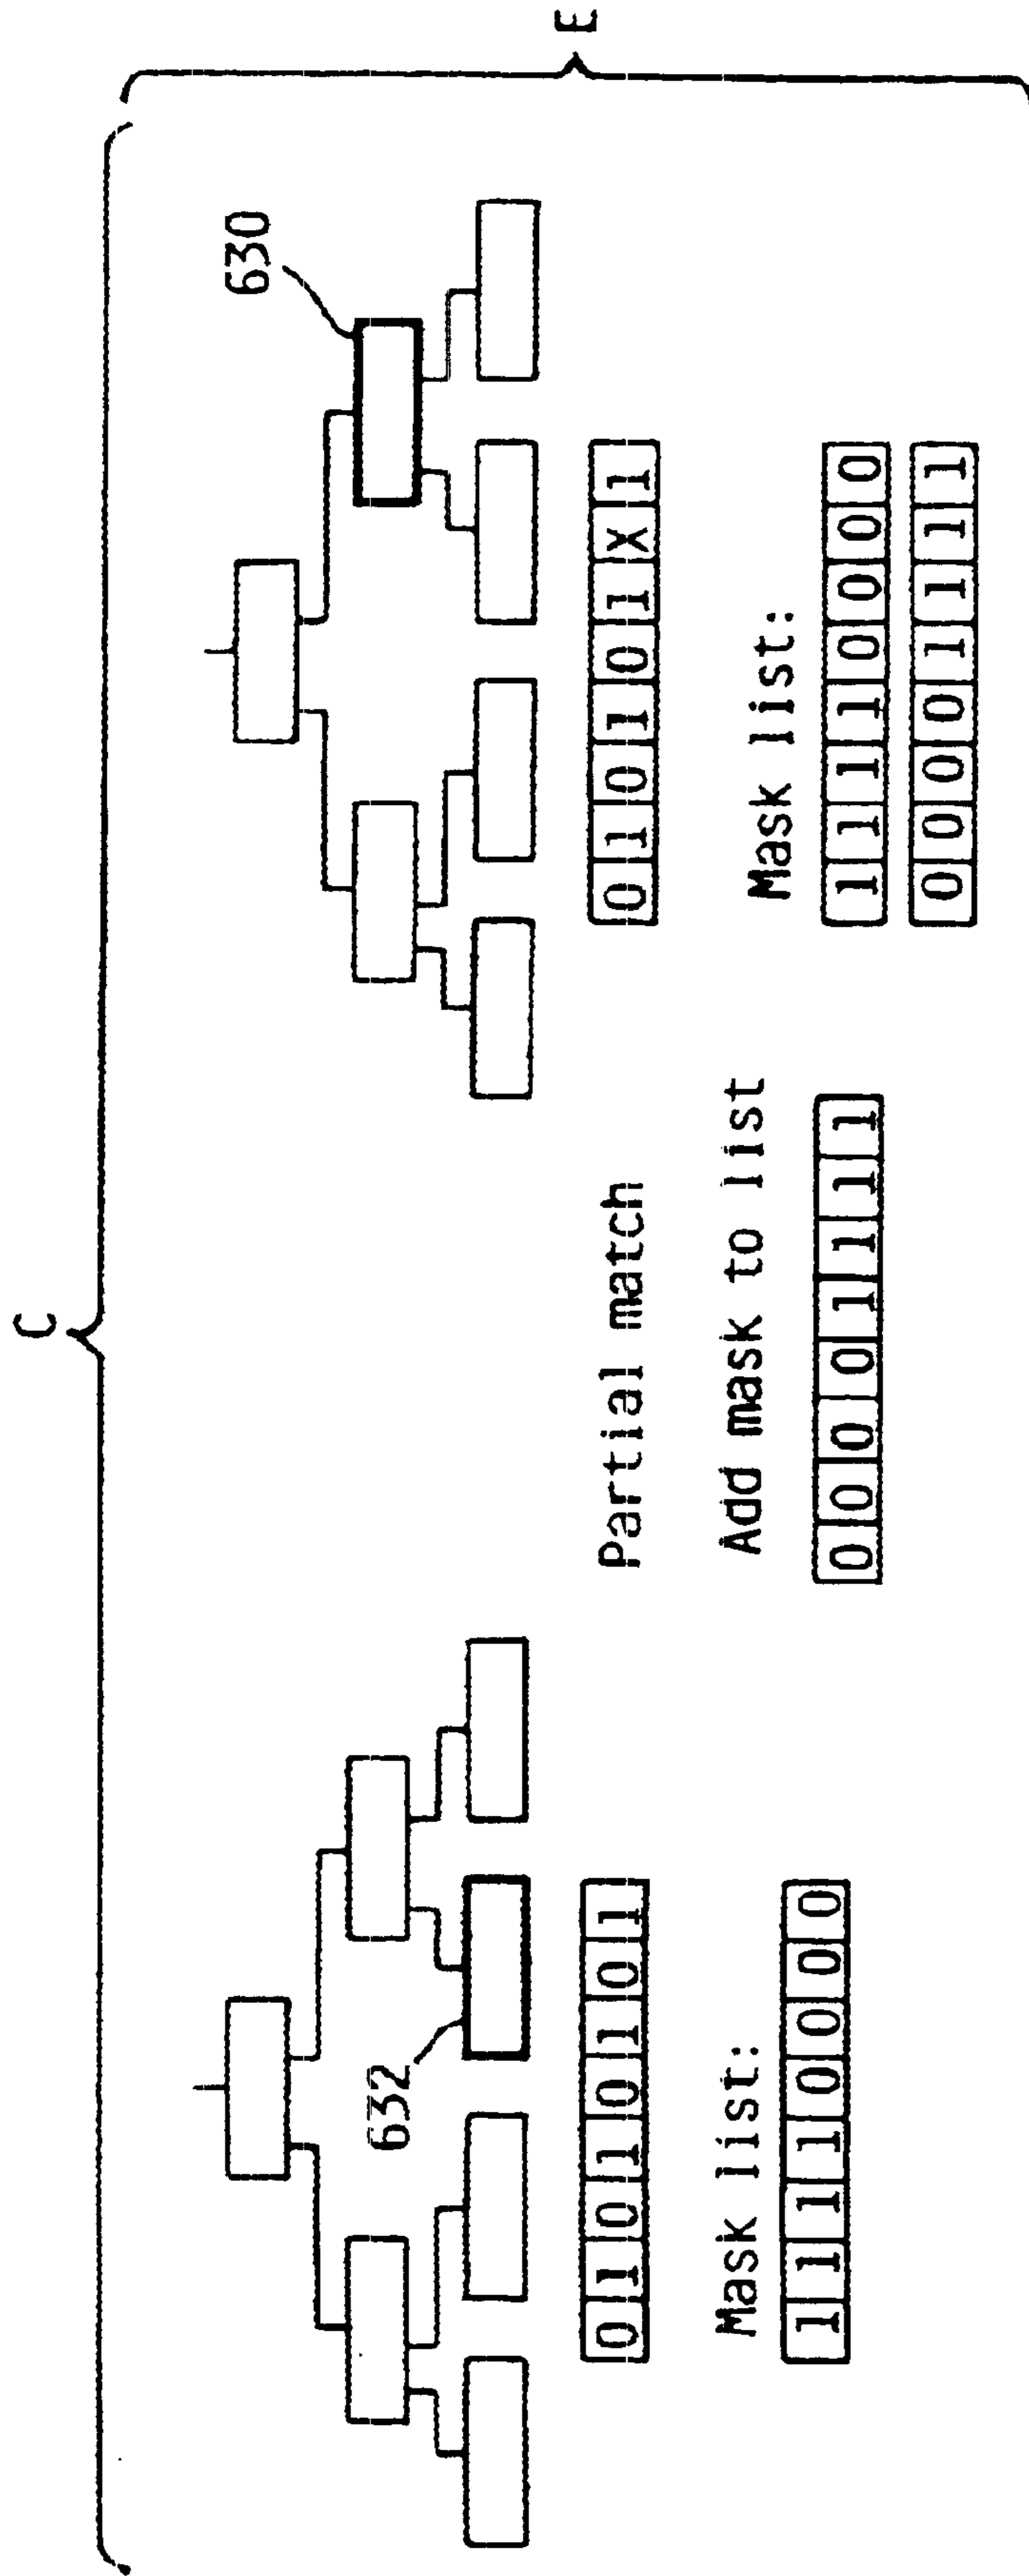 C
632
0 1 0 1 0 1 0 1
Mask list:
1 1 1 1 0 0 0 0
Partial match
Add mask to list
0 0 0 0 1 1 1 1
630
0 1 0 1 0 1 X 1
Mask list:
1 1 1 1 0 0 0 0
0 0 0 0 1 1 1 1
E